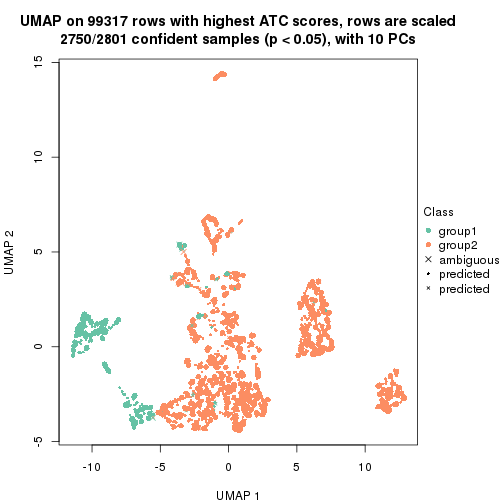 UMAP on 99317 rows with highest ATC scores, rows are scaled
2750/2801 confident samples (p < 0.05), with 10 PCs
15
10
5
0
-5
UMAP 2
-10
-5
0
5
10
UMAP 1
Class
group1
group2
ambiguous
predicted
predicted